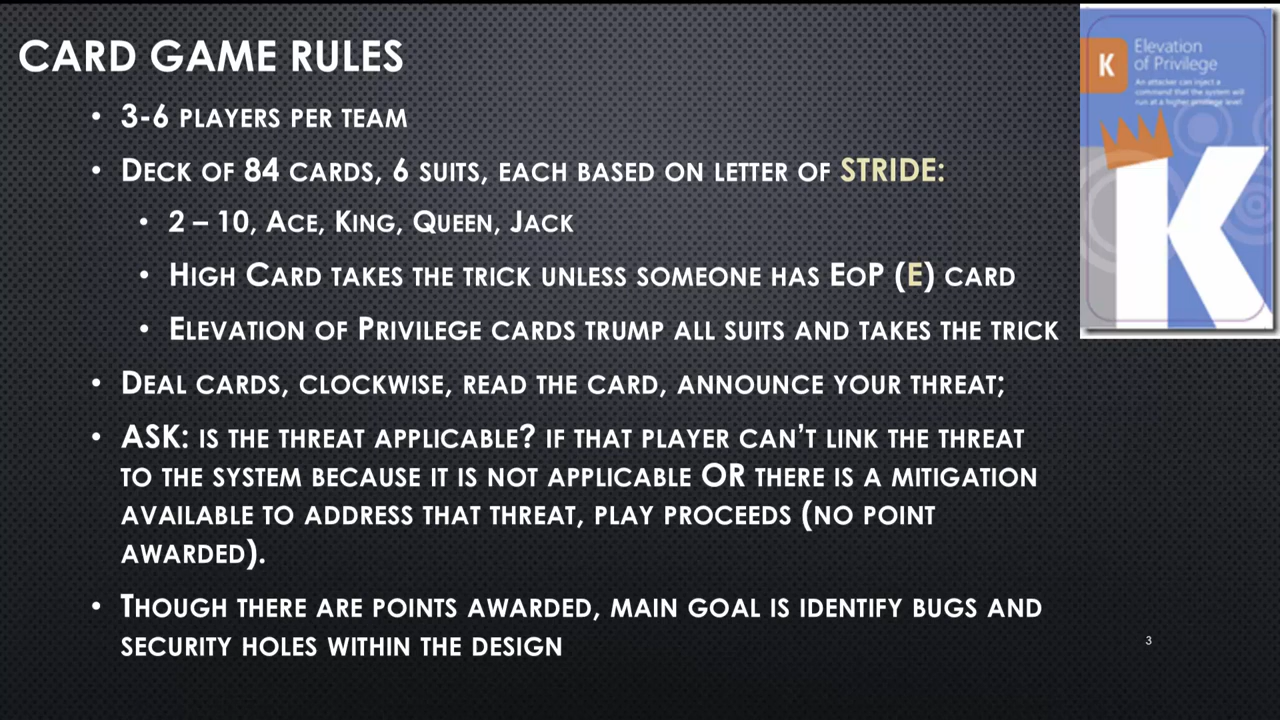 CARD GAME RULES
• 3-6 PLAYERS PER TEAM
• DECK OF 84 CARDS, 6 SUITS, EACH BASED ON LETTER OF STRIDE:
• 2 – 10, ACE, KING, QUEEN, JACK
• HIGH CARD TAKES THE TRICK UNLESS SOMEONE HAS EOP (E) CARD
• ELEVATION OF PRIVILEGE CARDS TRUMP ALL SUITS AND TAKES THE TRICK
• DEAL CARDS, CLOCKWISE, READ THE CARD, ANNOUNCE YOUR THREAT;
• ASK: IS THE THREAT APPLICABLE? IF THAT PLAYER CAN'T LINK THE THREAT
TO THE SYSTEM BECAUSE IT IS NOT APPLICABLE OR THERE IS A MITIGATION
AVAILABLE TO ADDRESS THAT THREAT, PLAY PROCEEDS (NO POINT
AWARDED).
• THOUGH THERE ARE POINTS AWARDED, MAIN GOAL IS IDENTIFY BUGS AND
SECURITY HOLES WITHIN THE DESIGN
K
Elevation
of Privilege
An attacker can inject a
command that the system will
run at a higher privilege level
K
3